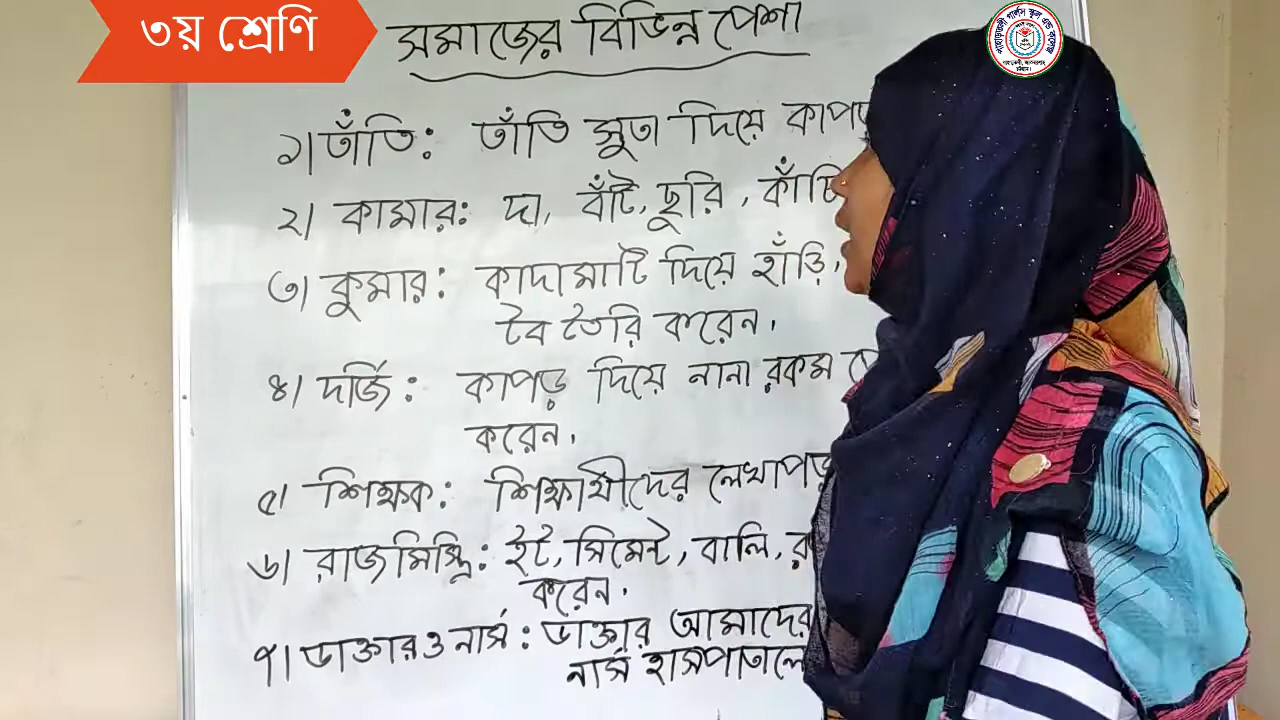 ৩য় শ্রেণি
সমাজের বিভিন্ন পেশা
১। তাঁতি: তাঁতি সুতা দিয়ে কাপড়
২। কামার: দা, বঁটি, ছুরি, কাঁচি
৩। কুমার: কাদামাটি দিয়ে হাঁড়ি,
টব তৈরি করেন।
৪। দর্জি: কাপড় দিয়ে নানা রকম
করেন।
৫। শিক্ষক: শিক্ষার্থীদের লেখাপড়
৬। রাজমিস্ত্রি: ইট, সিমেন্ট, বালি, র
করেন।
৭। ডাক্তার ও নার্স: ডাক্তার আমাদের
নার্স হাসপাতালে